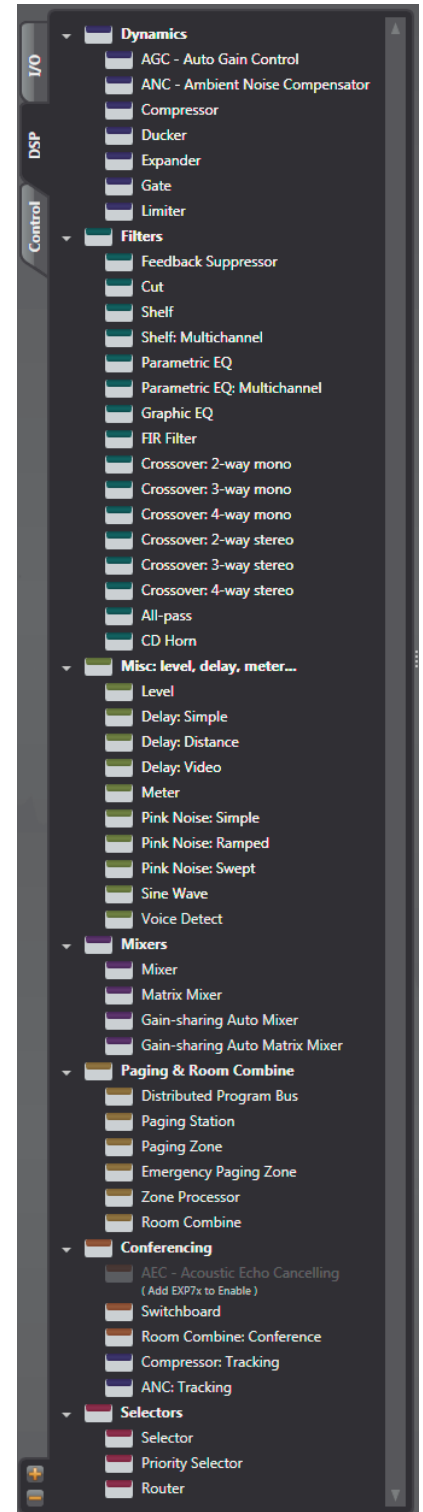 I/O
DSP
Control
Dynamics
AGC - Auto Gain Control
ANC - Ambient Noise Compensator
Compressor
Ducker
Expander
Gate
Limiter
Filters
Feedback Suppressor
Cut
Shelf
Shelf: Multichannel
Parametric EQ
Parametric EQ: Multichannel
Graphic EQ
FIR Filter
Crossover: 2-way mono
Crossover: 3-way mono
Crossover: 4-way mono
Crossover: 2-way stereo
Crossover: 3-way stereo
Crossover: 4-way stereo
All-pass
CD Horn
Misc: level, delay, meter...
Level
Delay: Simple
Delay: Distance
Delay: Video
Meter
Pink Noise: Simple
Pink Noise: Ramped
Pink Noise: Swept
Sine Wave
Voice Detect
Mixers
Mixer
Matrix Mixer
Gain-sharing Auto Mixer
Gain-sharing Auto Matrix Mixer
Paging & Room Combine
Distributed Program Bus
Paging Station
Paging Zone
Emergency Paging Zone
Zone Processor
Room Combine
Conferencing
AEC - Acoustic Echo Cancelling
( Add EXP7x to Enable )
Switchboard
Room Combine: Conference
Compressor: Tracking
ANC: Tracking
Selectors
Selector
Priority Selector
Router